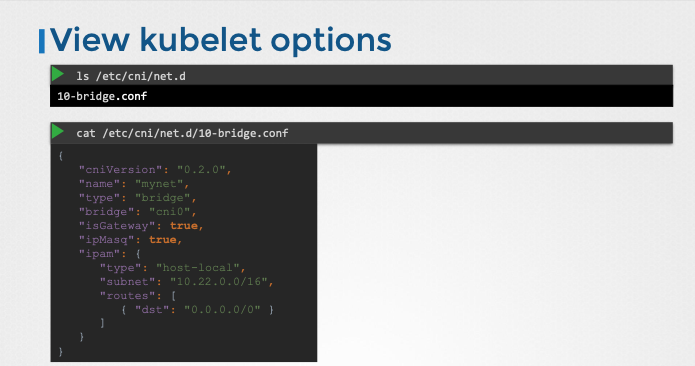 View kubelet options
ls /etc/cni/net.d
10-bridge.conf
cat /etc/cni/net.d/10-bridge.conf
{
   "cniVersion": "0.2.0",
   "name": "mynet",
   "type": "bridge",
   "bridge": "cni0",
   "isGateway": true,
   "ipMasq": true,
   "ipam": {
      "type": "host-local",
      "subnet": "10.22.0.0/16",
      "routes": [
         { "dst": "0.0.0.0/0" }
      ]
   }
}